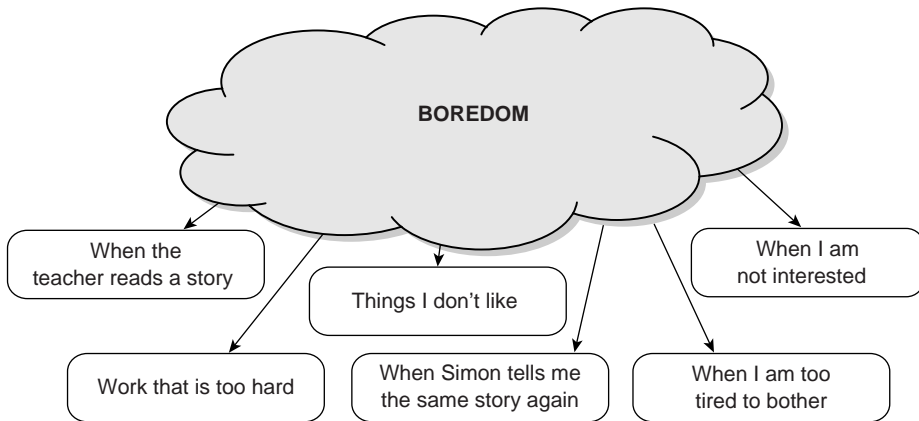 BOREDOM
When the
teacher reads a story
Things I don’t like
When I am
not interested
Work that is too hard
When Simon tells me
the same story again
When I am too
tired to bother